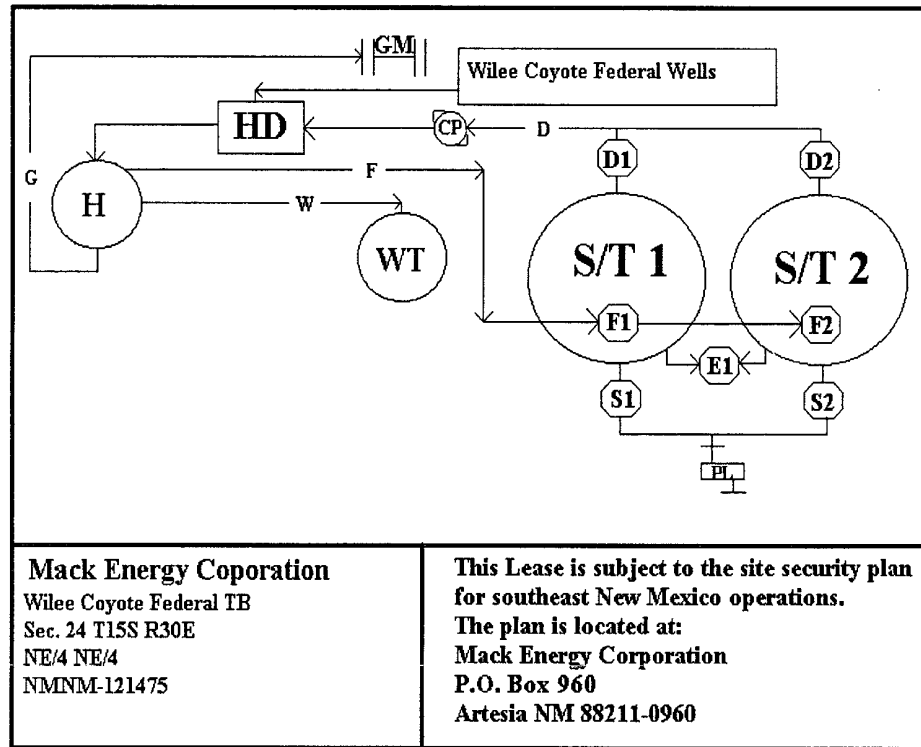 GM
Wilee Coyote Federal Wells
HD
CP
D
D1
D2
G
F
H
W
WT
S/T 1
S/T 2
F1
F2
E1
S1
S2
PL
Mack Energy Coporation
Wilee Coyote Federal TB
Sec. 24 T15S R30E
NE/4 NE/4
NMNM-121475
This Lease is subject to the site security plan
for southeast New Mexico operations.
The plan is located at:
Mack Energy Corporation
P.O. Box 960
Artesia NM 88211-0960